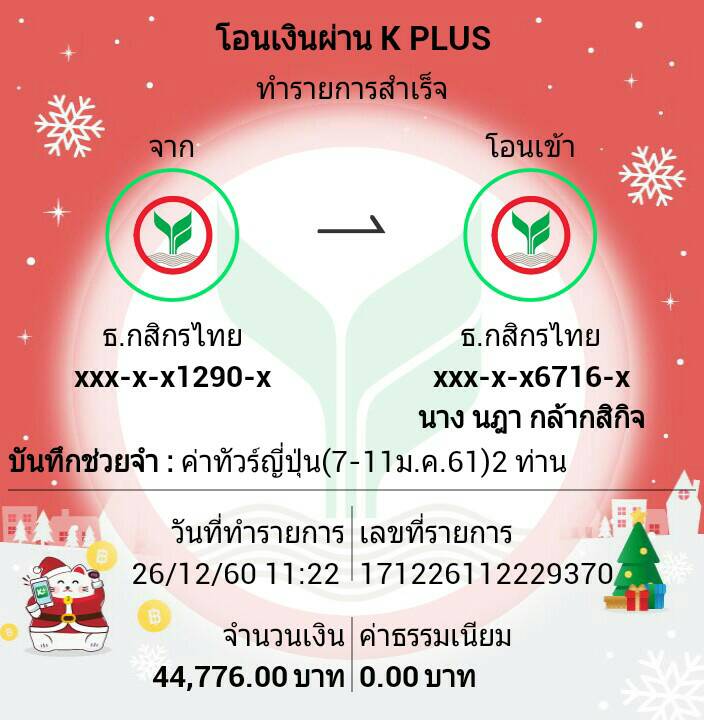 โอนเงินผ่าน K PLUS
ทำรายการสำเร็จ
จาก
โอนเข้า
ธ.กสิกรไทย
xxx-x-x1290-x
ธ.กสิกรไทย
xxx-x-x6716-x
นาง นฎา กล้ากสิกิจ
บันทึกช่วยจำ : ค่าทัวร์ญี่ปุ่น(7-11ม.ค.61)2 ท่าน
วันที่ทำรายการ
26/12/60 11:22
เลขที่รายการ
171226112229370
จำนวนเงิน
44,776.00 บาท
ค่าธรรมเนียม
0.00 บาท